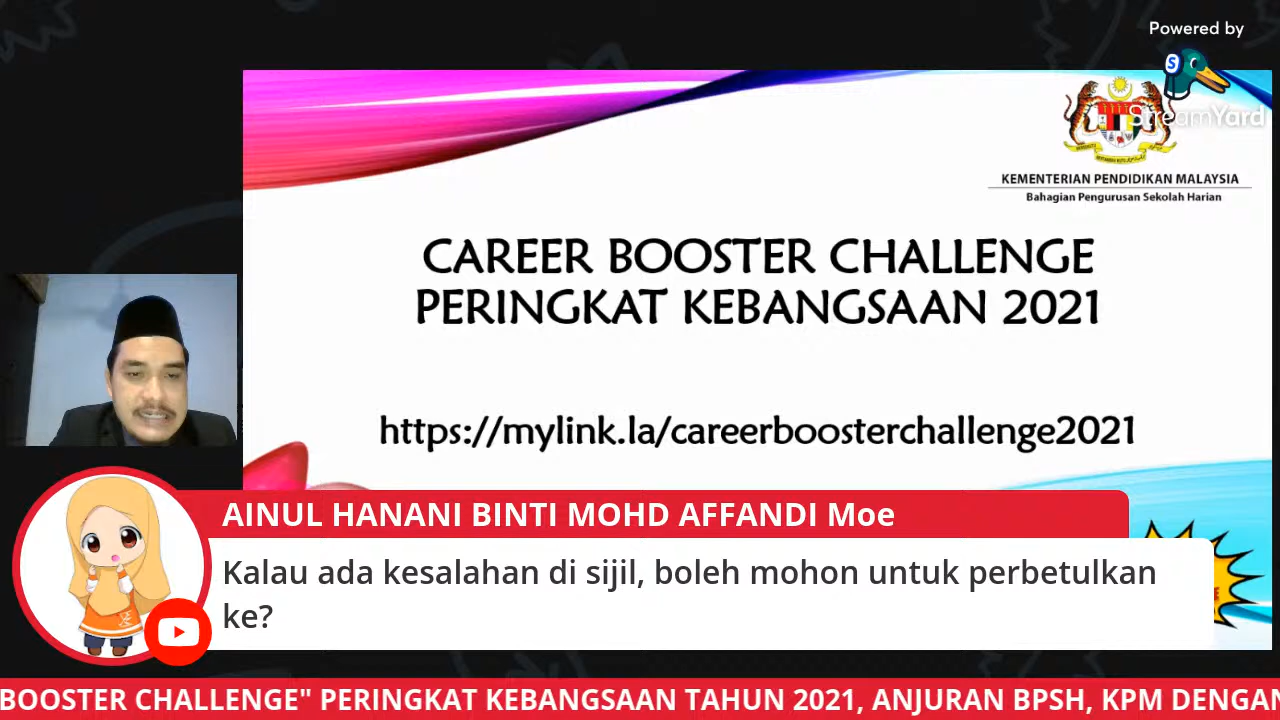 Powered by
StreamYard
KEMENTERIAN PENDIDIKAN MALAYSIA
Bahagian Pengurusan Sekolah Harian
CAREER BOOSTER CHALLENGE
PERINGKAT KEBANGSAAN 2021
https://mylink.la/careerboosterchallenge2021
AINUL HANANI BINTI MOHD AFFANDI Moe
Kalau ada kesalahan di sijil, boleh mohon untuk perbetulkan
ke?
BOOSTER CHALLENGE" PERINGKAT KEBANGSAAN TAHUN 2021, ANJURAN BPSH, KPM DENGAN